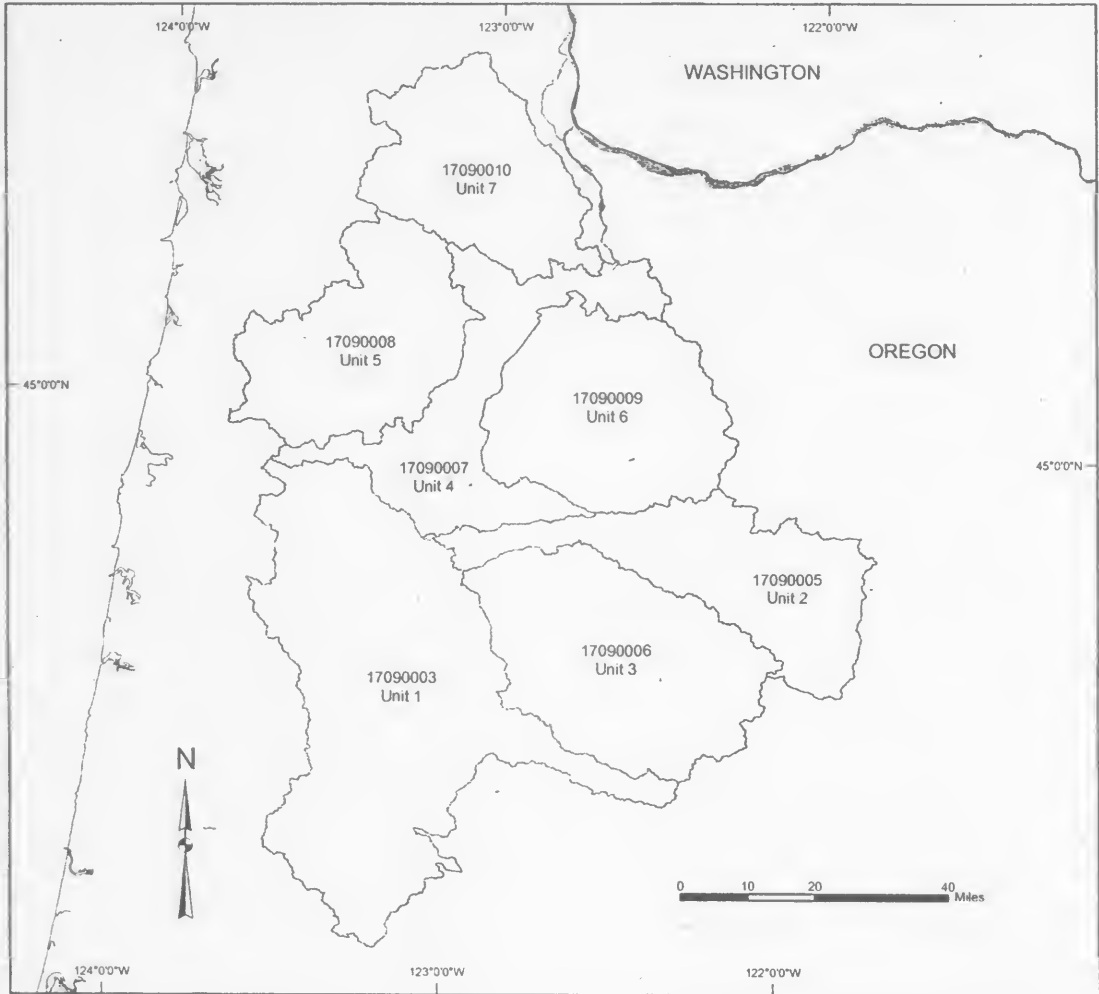 124°0'0"W
123°0'0"W
122°0'0"W
WASHINGTON
17090010
Unit 7
17090008
Unit 5
OREGON
45°0'0"N
17090009
Unit 6
17090007
Unit 4
45°0'0"N
17090005
Unit 2
17090006
Unit 3
17090003
Unit 1
N
0 10 20 40
Miles
124°0'0"W
123°0'0"W
122°0'0"W